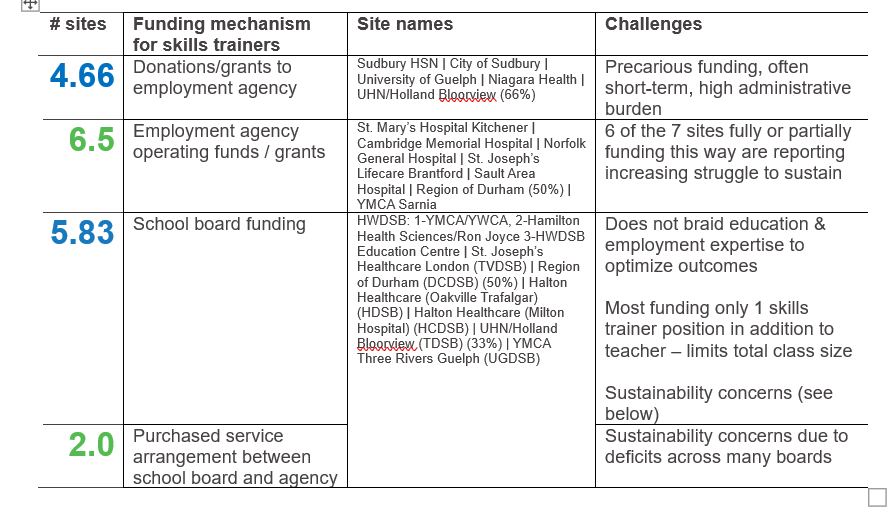 # sites
Funding mechanism
for skills trainers
Site names
Challenges
4.66
Donations/grants to
employment agency
Sudbury HSN | City of Sudbury |
University of Guelph | Niagara Health |
UHN/Holland Bloorview (66%)
Precarious funding, often
short-term, high administrative
burden
6.5
Employment agency
operating funds / grants
St. Mary's Hospital Kitchener |
Cambridge Memorial Hospital | Norfolk
General Hospital | St. Joseph's
Lifecare Brantford | Sault Area
Hospital | Region of Durham (50%) |
YMCA Sarnia
6 of the 7 sites fully or partially
funding this way are reporting
increasing struggle to sustain
5.83
School board funding
HWDSB: 1-YMCA/YWCA, 2-Hamilton
Health Sciences/Ron Joyce 3-HWDSB
Education Centre | St. Joseph's
Healthcare London (TVDSB) | Region
of Durham (DCDSB) (50%) | Halton
Healthcare (Oakville Trafalgar)
(HDSB) | Halton Healthcare (Milton
Hospital) (HCDSB) | UHN/Holland
Bloorview (TDSB) (33%) | YMCA
Three Rivers Guelph (UGDSB)
Does not braid education &
employment expertise to
optimize outcomes
Most funding only 1 skills
trainer position in addition to
teacher – limits total class size
Sustainability concerns (see
below)
2.0
Purchased service
arrangement between
school board and agency
Sustainability concerns due to
deficits across many boards